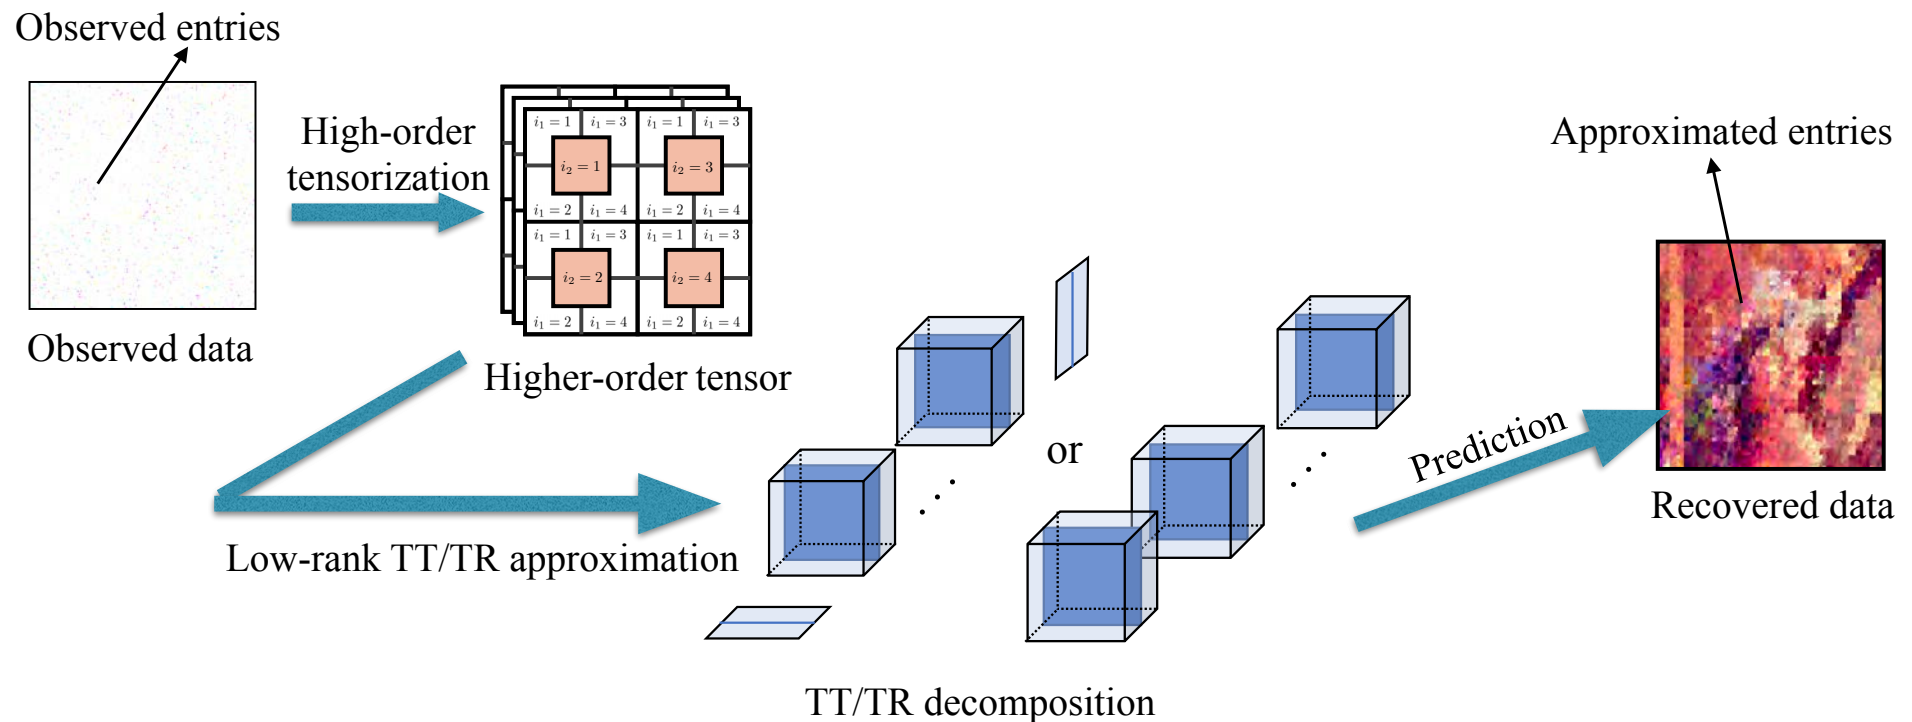 Observed entries
High-order
tensorization
Observed data
i₁ = 1 i₁ = 3 i₁ = 1 i₁ = 3
i₂ = 1 i₂ = 3
i₁ = 2 i₁ = 4 i₁ = 2 i₁ = 4
i₁ = 1 i₁ = 3 i₁ = 1 i₁ = 3
i₂ = 2 i₂ = 4
i₁ = 2 i₁ = 4 i₁ = 2 i₁ = 4
Higher-order tensor
Low-rank TT/TR approximation
or
TT/TR decomposition
Prediction
Approximated entries
Recovered data